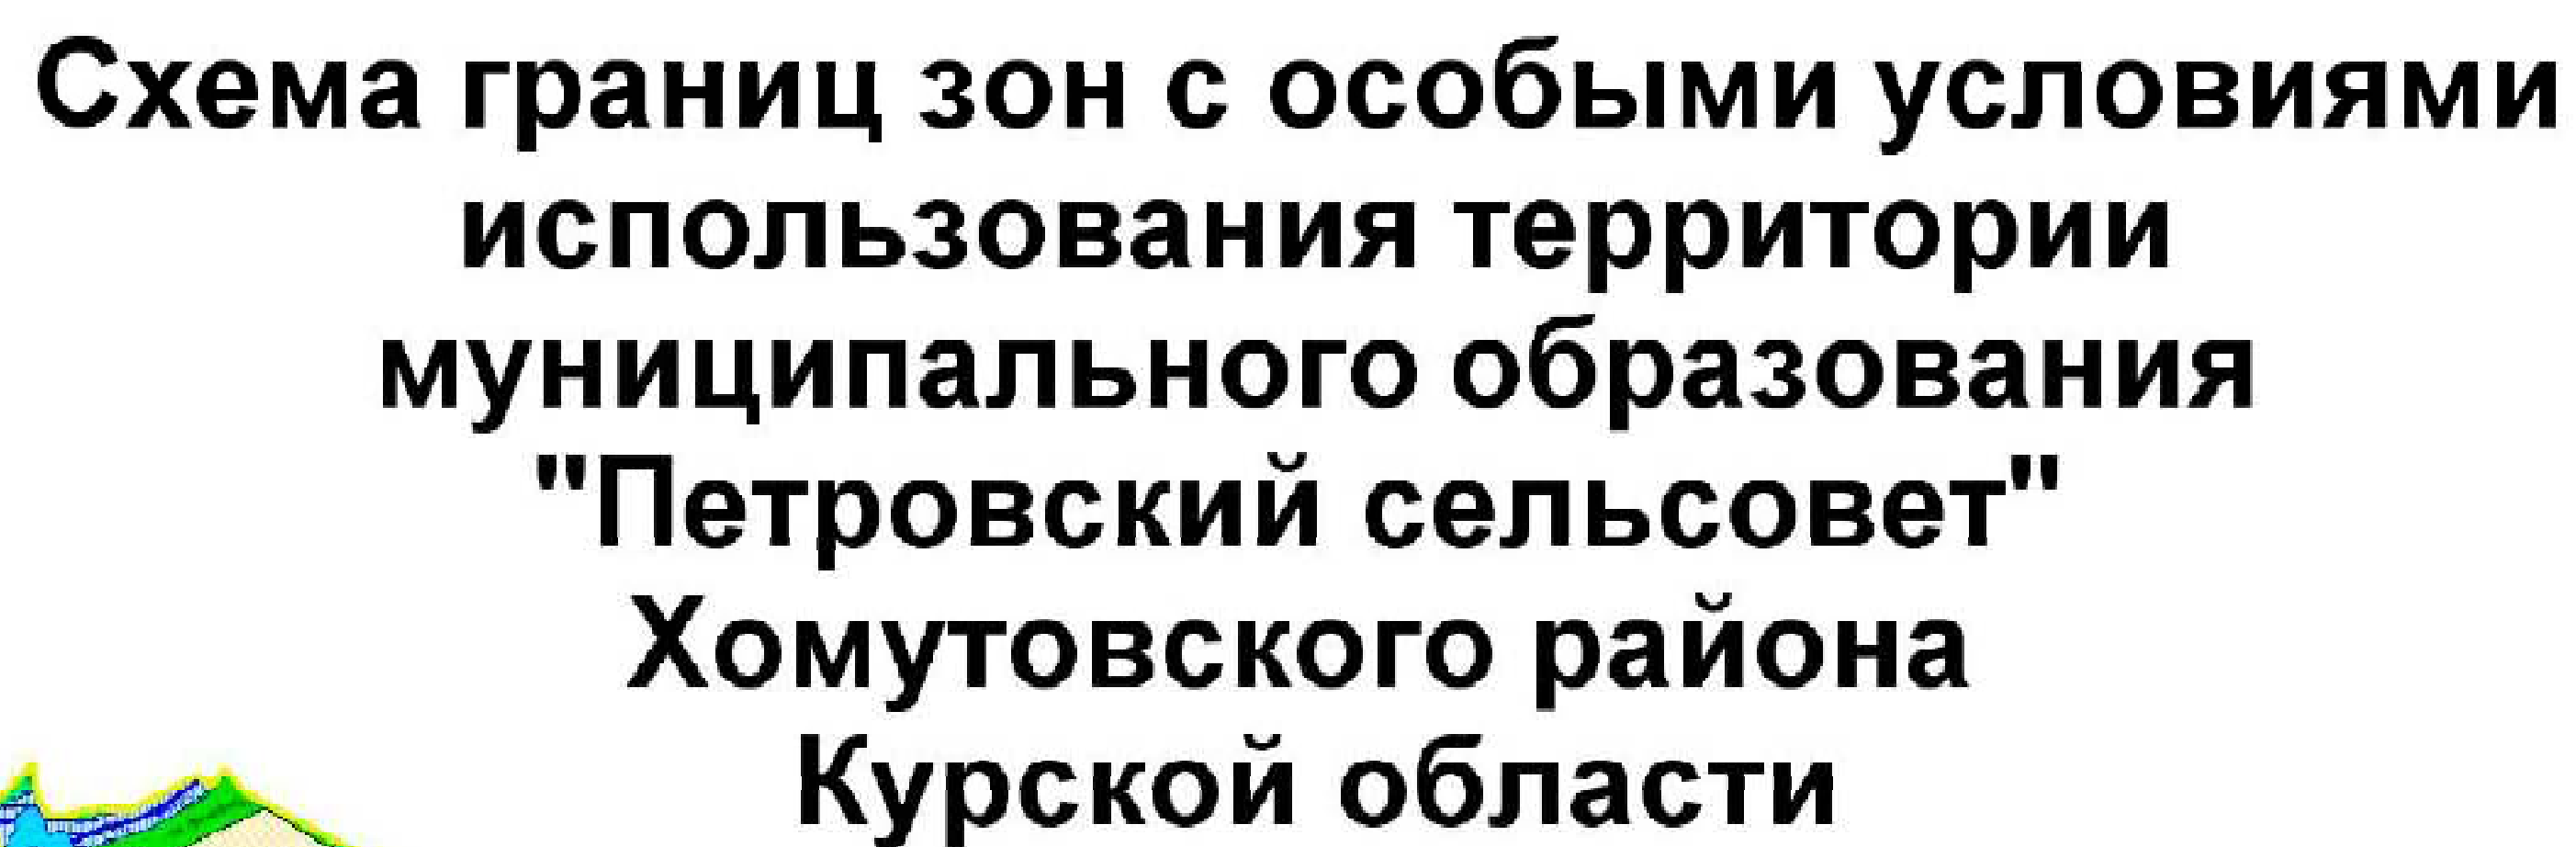 Схема границ зон с особыми условиями
использования территории
муниципального образования
"Петровский сельсовет"
Хомутовского района
Курской области